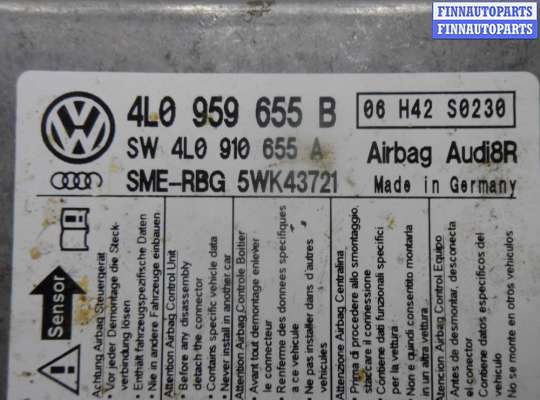 FINNAUTOPARTS
FINNAUTOPARTS
4L0 959 655 B
06 H42 S0230
SW 4L0 910 655 A
Airbag Audi8R
SME-RBG 5WK43721
Made in Germany
Sensor
Achtung Airbag Steuergerät
• Vor jeder Demontage die Steck-
verbindung lösen
• Enthält fahrzeugspezifische Daten
• Nie in andere Fahrzeuge einbauen
Attention Airbag Control Unit
• Before any disassembly
detach the connector
• Contains specific vehicle data
• Never install in another car
Attention Airbag Controle Boitier
• Avant tout demontage enlever
le connecteur
• Renferme des donnees specifiques
a ce vehicule
• Ne pas installer dans d'autres
vehicules
Attenzione Airbag Centralina
• Prima di procedere allo smontaggio,
staccare il connessione
• Contiene dati funzionali specifici
per la vettura
• Non e quindi consentito montarla
in un altra vettura
Atencion Airbag Control Equipo
• Antes de desmontar, desconecta
el conector
• Contiene datos especificos del
vehiculo
No se monte en otros vehiculos